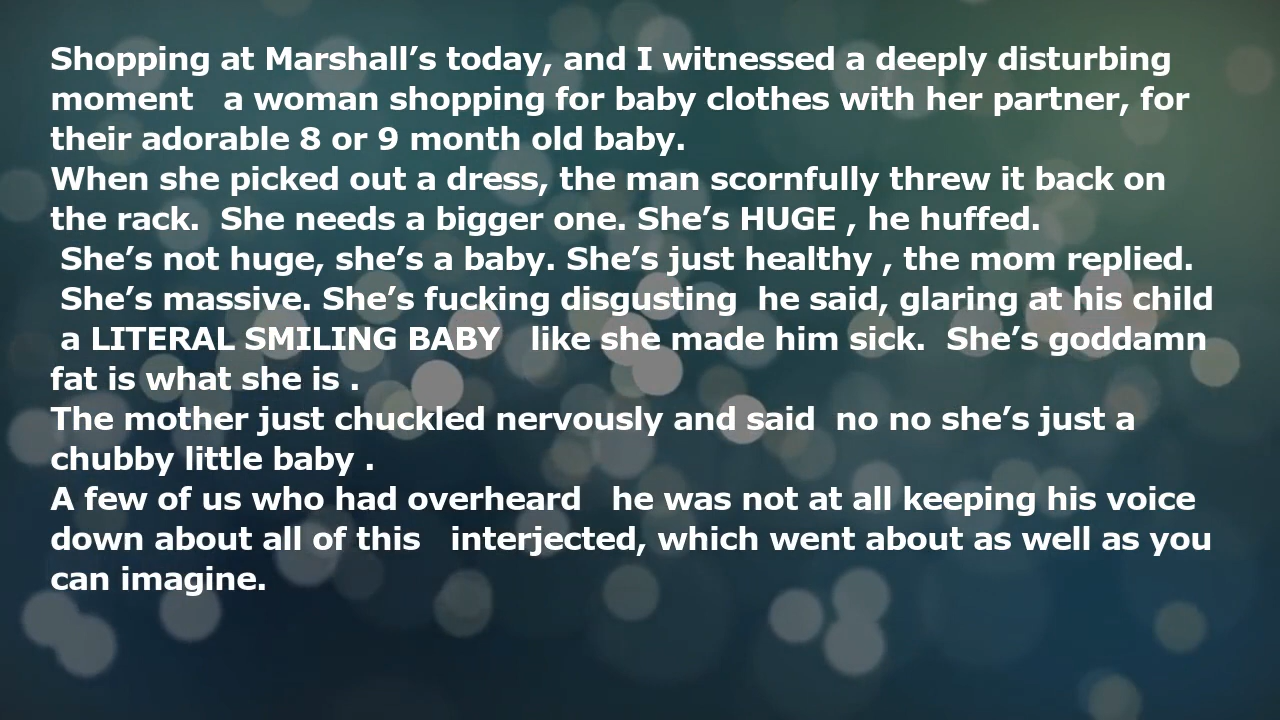 Shopping at Marshall’s today, and I witnessed a deeply disturbing
moment   a woman shopping for baby clothes with her partner, for
their adorable 8 or 9 month old baby.
When she picked out a dress, the man scornfully threw it back on
the rack.  She needs a bigger one. She’s HUGE , he huffed.
 She’s not huge, she’s a baby. She’s just healthy , the mom replied.
 She’s massive. She’s fucking disgusting  he said, glaring at his child
 a LITERAL SMILING BABY   like she made him sick.  She’s goddamn
fat is what she is .
The mother just chuckled nervously and said  no no she’s just a
chubby little baby .
A few of us who had overheard   he was not at all keeping his voice
down about all of this   interjected, which went about as well as you
can imagine.